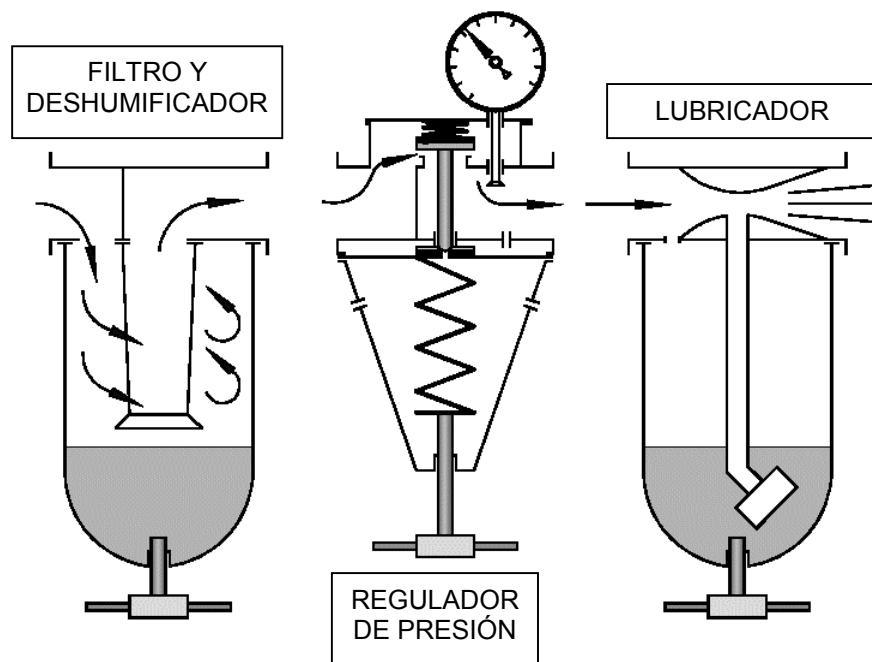 FILTRO Y
DESHUMIFICADOR
LUBRICADOR
REGULADOR
DE PRESIÓN